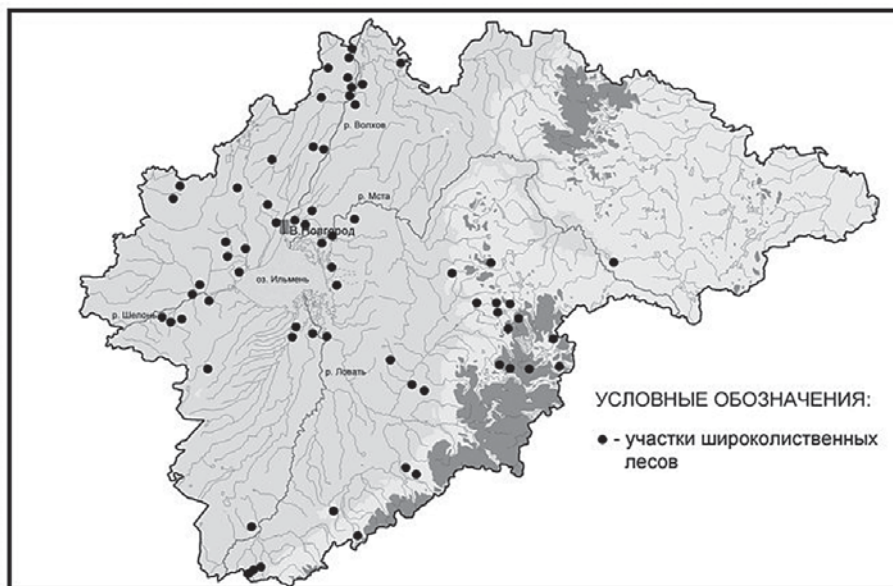 р. Волхов
р. Мста
В.Новгород
оз. Ильмень
р. Шелонь
р. Ловать
УСЛОВНЫЕ ОБОЗНАЧЕНИЯ:
- участки широколиственных
лесов